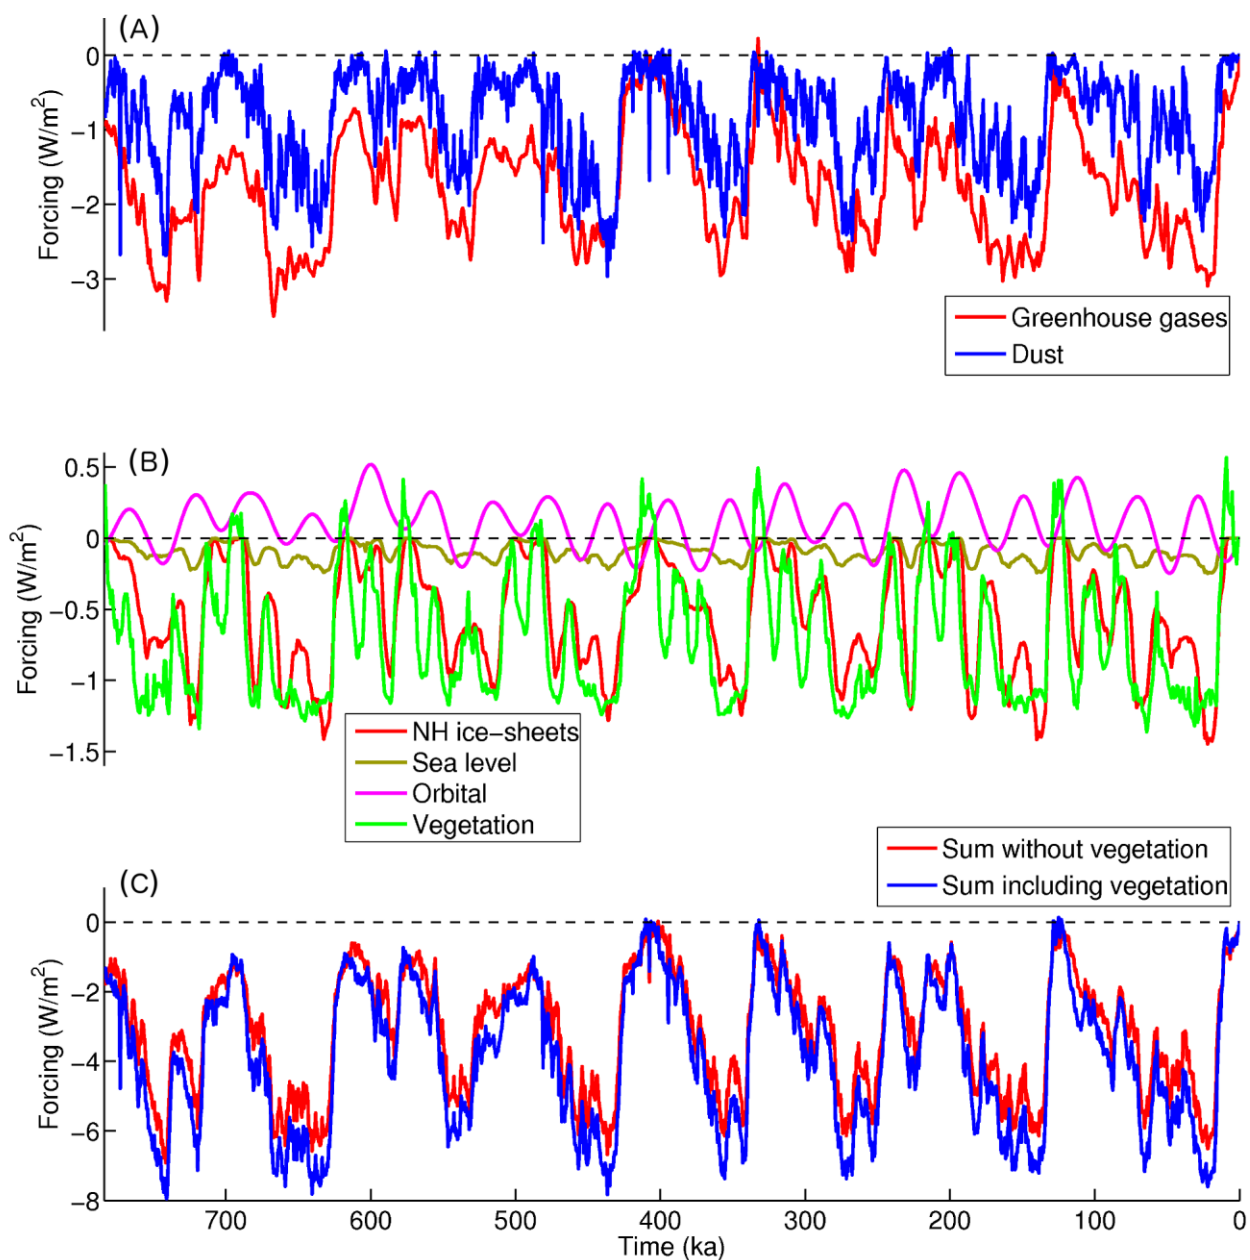 (A)
0
−1
−2
−3
Forcing (W/m²)
Greenhouse gases
Dust
(B)
0.5
0
−0.5
−1
−1.5
Forcing (W/m²)
NH ice−sheets
Sea level
Orbital
Vegetation
Sum without vegetation
Sum including vegetation
(C)
0
−2
−4
−6
−8
Forcing (W/m²)
700 600 500 400 300 200 100 0
Time (ka)